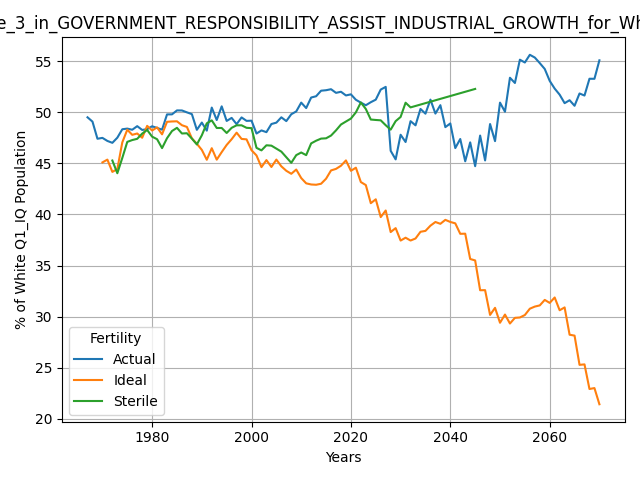 e_3_in_GOVERNMENT_RESPONSIBILITY_ASSIST_INDUSTRIAL_GROWTH_for_Wh
% of White Q1_IQ Population
55
50
45
40
35
30
25
20
Fertility
Actual
Ideal
Sterile
1980
2000
2020
2040
2060
Years